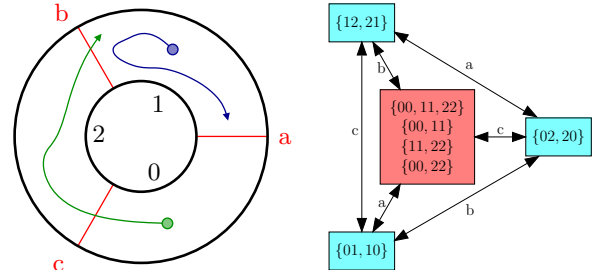 b
1
a
2
0
c
{12, 21}
a
b
{00, 11, 22}
{00, 11}
{11, 22}
{00, 22}
c
c
{02, 20}
a
b
{01, 10}